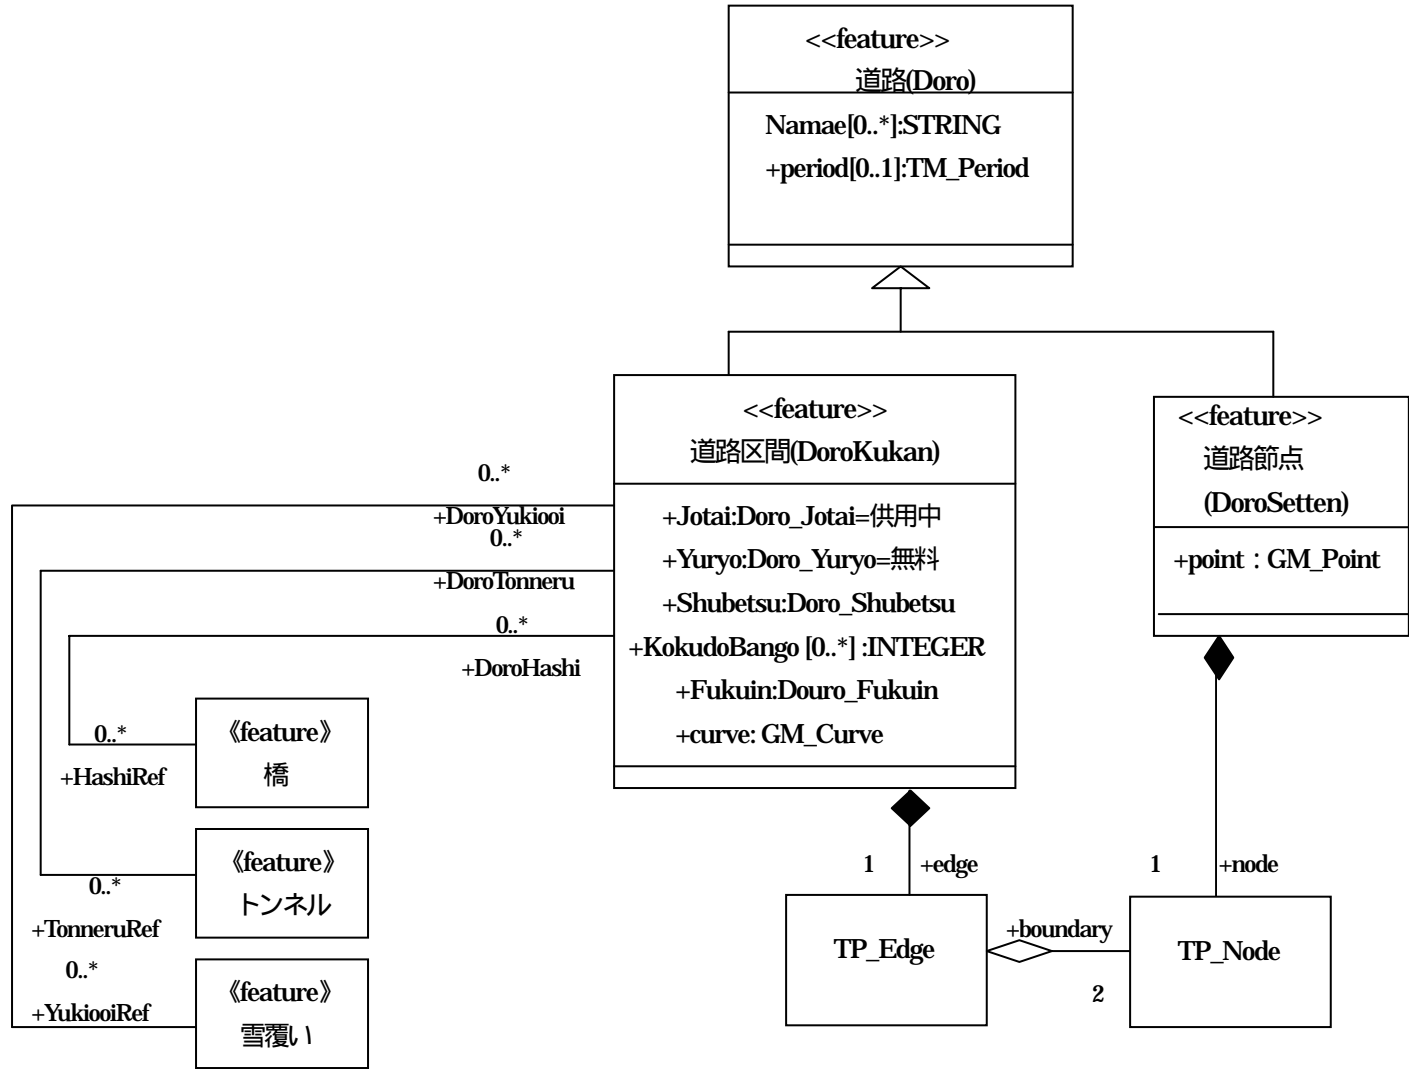 <<feature>>
道路(Doro)
Namae[0..*]:STRING
+period[0..1]:TM_Period
<<feature>>
道路区間(DoroKukan)
+Jotai:Doro_Jotai=供用中
+Yuryo:Doro_Yuryo=無料
+Shubetsu:Doro_Shubetsu
+KokudoBango [0..*] :INTEGER
+Fukuin:Douro_Fukuin
+curve: GM_Curve
<<feature>>
道路節点
(DoroSetten)
+point：GM_Point
0..*
+DoroYukiooi
0..*
+DoroTonneru
0..*
+DoroHashi
0..*
+HashiRef
《feature》
橋
0..*
+TonneruRef
《feature》
トンネル
0..*
+YukiooiRef
《feature》
雪覆い
1
+edge
1
+node
TP_Edge
+boundary
2
TP_Node